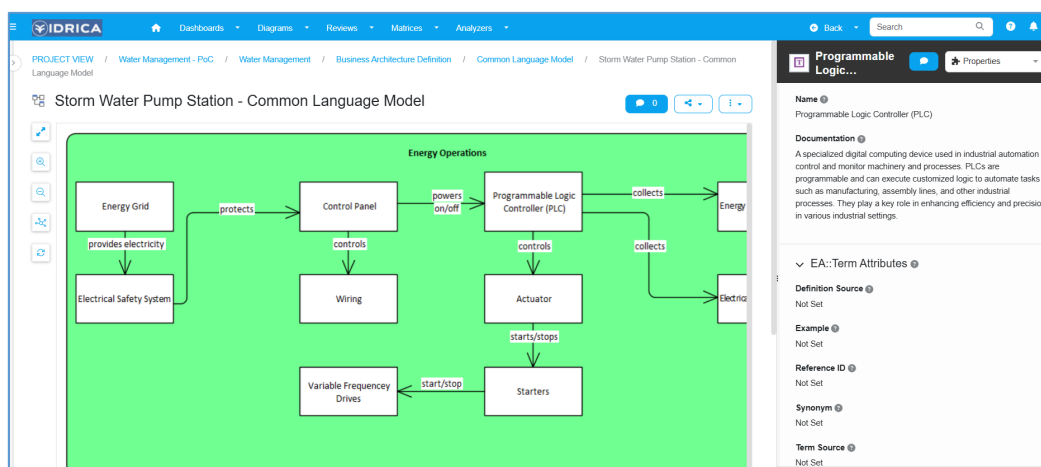 IDRICA
Dashboards
Diagrams
Reviews
Matrices
Analyzers
Back
Search
PROJECT VIEW / Water Management - PoC / Water Management / Business Architecture Definition / Common Language Model / Storm Water Pump Station - Common
Language Model
Storm Water Pump Station - Common Language Model
0
Energy Operations
Energy Grid
protects
Control Panel
powers
on/off
Programmable Logic
Controller (PLC)
collects
Energy
provides electricity
controls
controls
collects
Electrical Safety System
Wiring
Actuator
Electrica
starts/stops
Variable Frequencey
Drives
start/stop
Starters
T
Programmable
Logic...
Properties
Name
Programmable Logic Controller (PLC)
Documentation
A specialized digital computing device used in industrial automation
control and monitor machinery and processes. PLCs are
programmable and can execute customized logic to automate tasks
such as manufacturing, assembly lines, and other industrial
processes. They play a key role in enhancing efficiency and precisio
in various industrial settings.
EA::Term Attributes
Definition Source
Not Set
Example
Not Set
Reference ID
Not Set
Synonym
Not Set
Term Source
Not Set